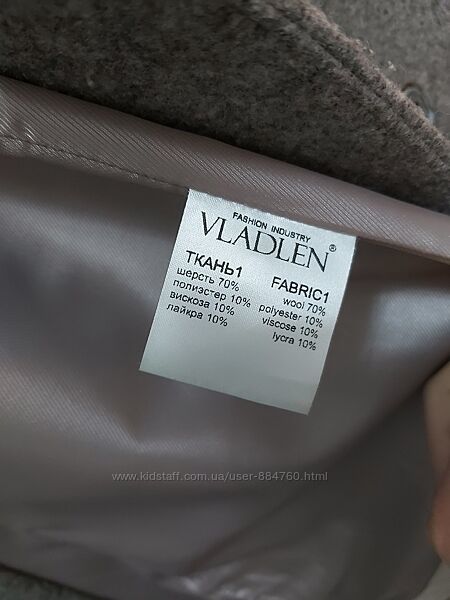 FASHION INDUSTRY
VLADLEN®
ТКАНЬ1
шерсть 70%
полиэстер 10%
вискоза 10%
лайкра 10%
FABRIC1
wool 70%
polyester 10%
viscose 10%
lycra 10%
www.kidstaff.com.ua/user-884760.html